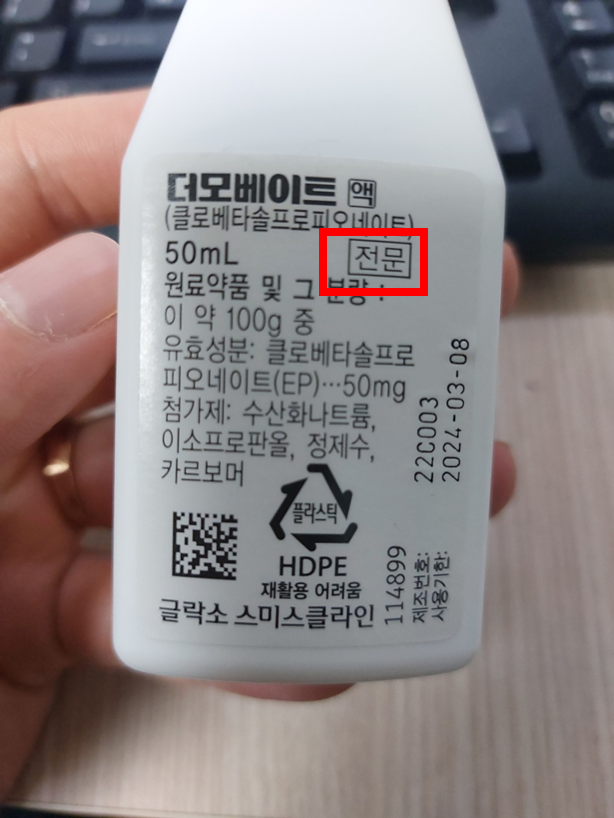 더모베이트 액
(클로베타솔프로피오네이트)
50mL 전문
원료약품 및 그 분량 :
이 약 100g 중
유효성분: 클로베타솔프로
피오네이트(EP)…50mg
첨가제: 수산화나트륨,
이소프로판올, 정제수,
카르보머
플라스틱
HDPE
재활용 어려움
글락소 스미스클라인
114899
제조번호: 22C003
사용기한: 2024-03-08